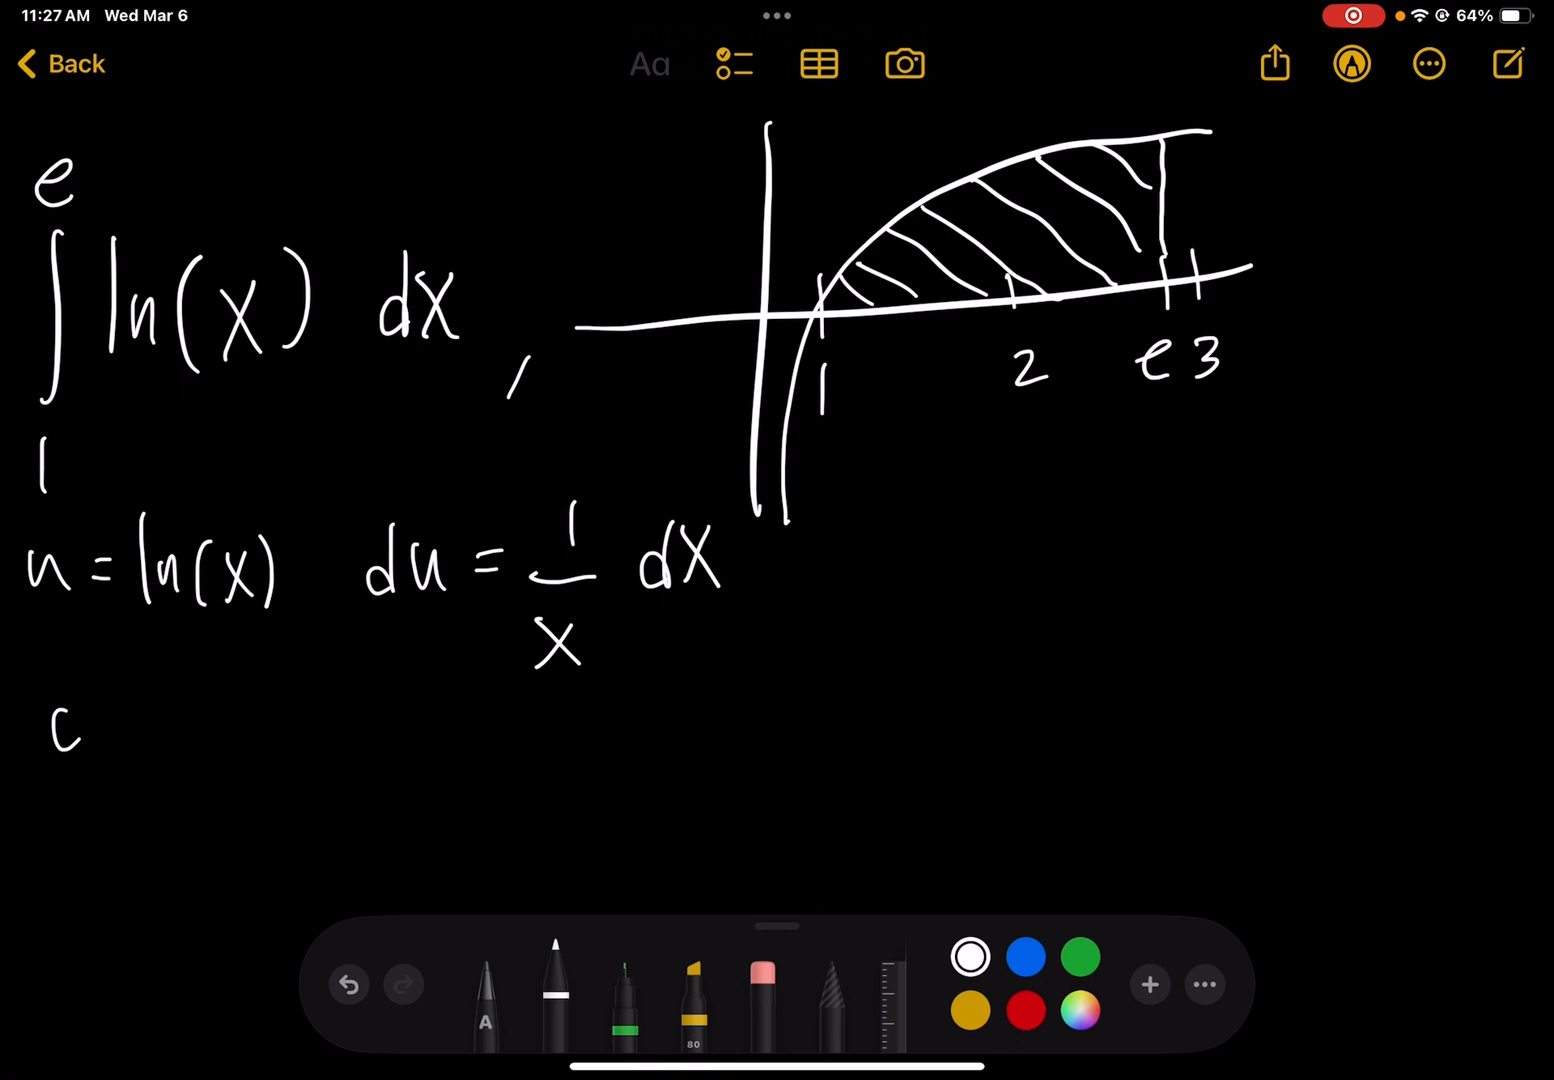 11:27 AM Wed Mar 6
64%
Back
Aa
e
∫ ln(x) dx ,
1
1 2 e 3
u = ln(x) du = 1/x dx
c
A
80